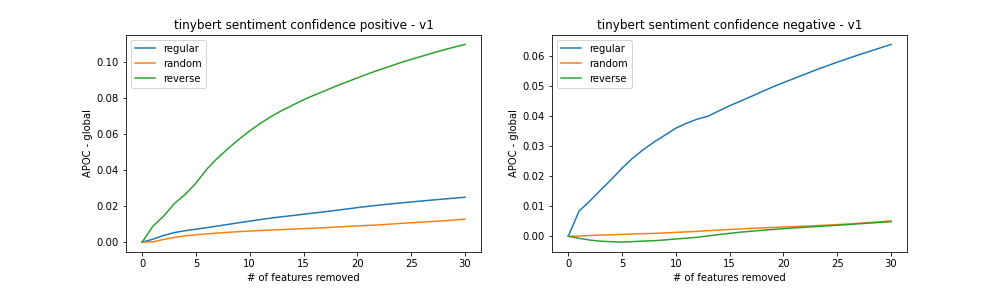 tinybert sentiment confidence positive - v1
regular
random
reverse
APOC - global
0.10
0.08
0.06
0.04
0.02
0.00
0 5 10 15 20 25 30
# of features removed
tinybert sentiment confidence negative - v1
regular
random
reverse
APOC - global
0.06
0.05
0.04
0.03
0.02
0.01
0.00
0 5 10 15 20 25 30
# of features removed